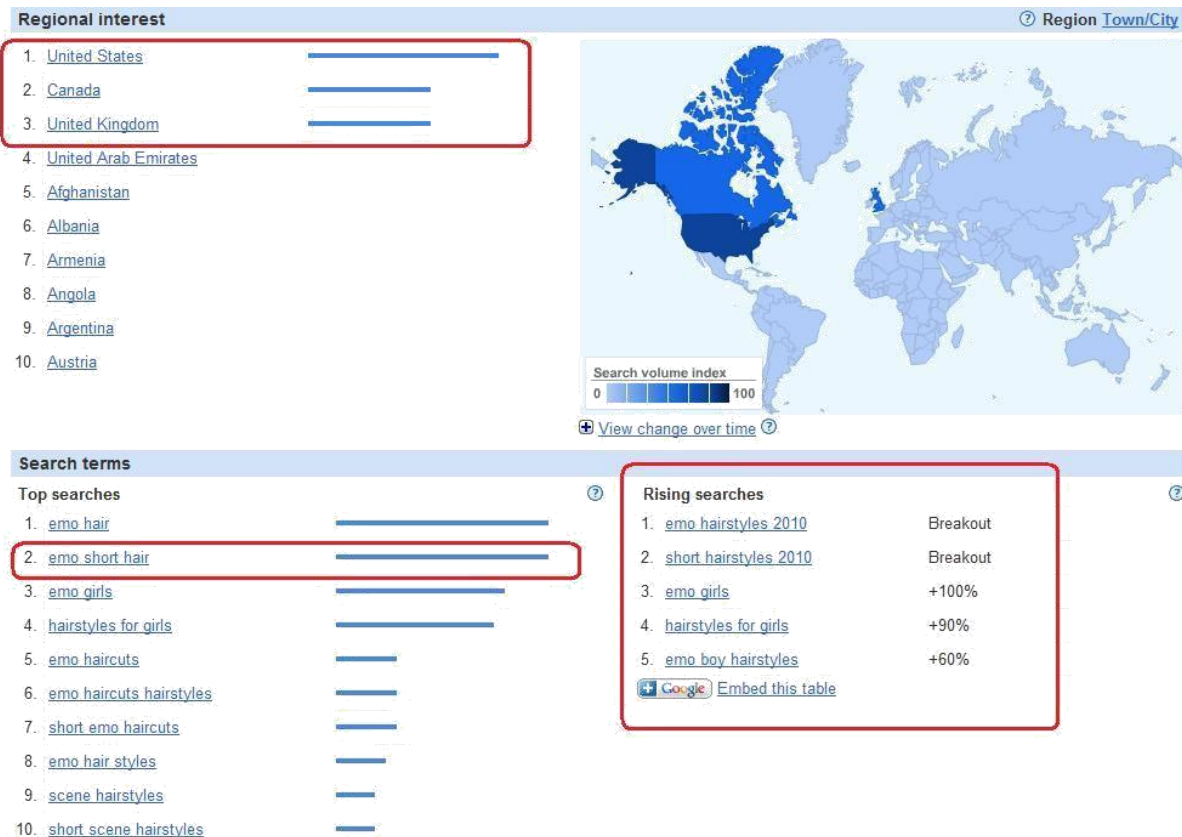 Regional interest
Region Town/City
1. United States
2. Canada
3. United Kingdom
4. United Arab Emirates
5. Afghanistan
6. Albania
7. Armenia
8. Angola
9. Argentina
10. Austria
Search volume index
0 100
View change over time
Search terms
Top searches
1. emo hair
2. emo short hair
3. emo girls
4. hairstyles for girls
5. emo haircuts
6. emo haircuts hairstyles
7. short emo haircuts
8. emo hair styles
9. scene hairstyles
10. short scene hairstyles
Rising searches
1. emo hairstyles 2010 Breakout
2. short hairstyles 2010 Breakout
3. emo girls +100%
4. hairstyles for girls +90%
5. emo boy hairstyles +60%
Google Embed this table